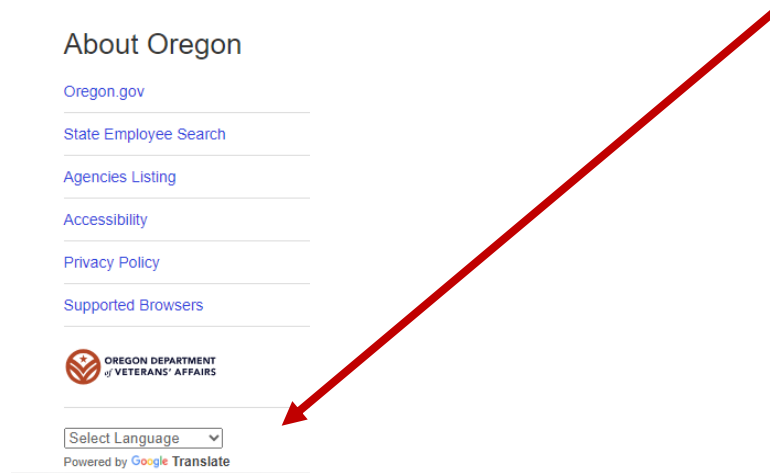 About Oregon
Oregon.gov
State Employee Search
Agencies Listing
Accessibility
Privacy Policy
Supported Browsers
OREGON DEPARTMENT
of VETERANS' AFFAIRS
Select Language
Powered by Google Translate